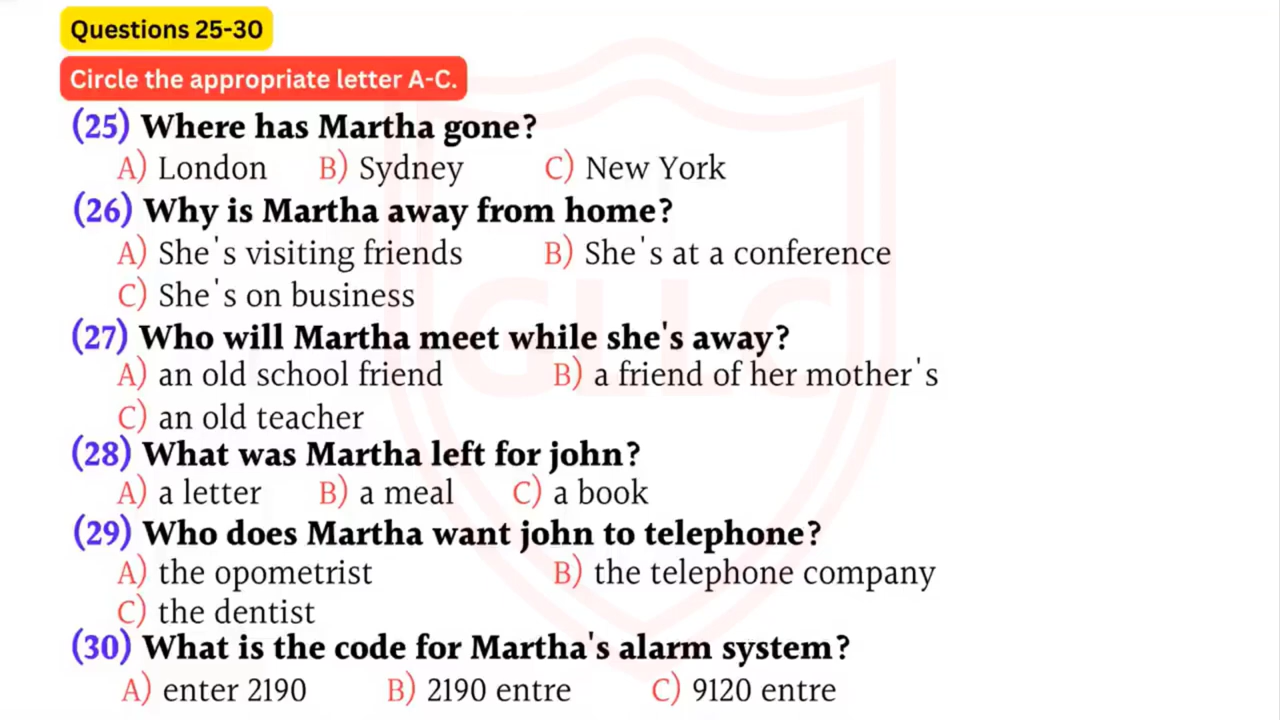 Questions 25-30
Circle the appropriate letter A-C.
(25) Where has Martha gone?
A) London B) Sydney C) New York
(26) Why is Martha away from home?
A) She's visiting friends B) She's at a conference
C) She's on business
(27) Who will Martha meet while she's away?
A) an old school friend B) a friend of her mother's
C) an old teacher
(28) What was Martha left for john?
A) a letter B) a meal C) a book
(29) Who does Martha want john to telephone?
A) the opometrist B) the telephone company
C) the dentist
(30) What is the code for Martha's alarm system?
A) enter 2190 B) 2190 entre C) 9120 entre
GLLC